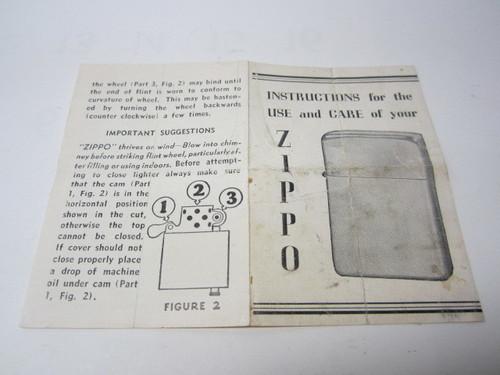 the wheel (Part 3, Fig. 2) may bind until
the end of flint is worn to conform to
curvature of wheel. This may be hasten-
ed by turning the wheel backwards
(counter clockwise) a few times.
IMPORTANT SUGGESTIONS
"ZIPPO" thrives on wind—Blow into chim-
ney before striking flint wheel, particularly af-
ter filling or using indoors. Before attempt-
ing to close lighter always make sure
that the cam (Part
1, Fig. 2) is in the
horizontal position
shown in the cut,
otherwise the top
cannot be closed.
If cover should not
close properly place
a drop of machine
oil under cam (Part
1, Fig. 2).
1
2
3
FIGURE 2
INSTRUCTIONS for the
USE and CARE of your
ZIPPO